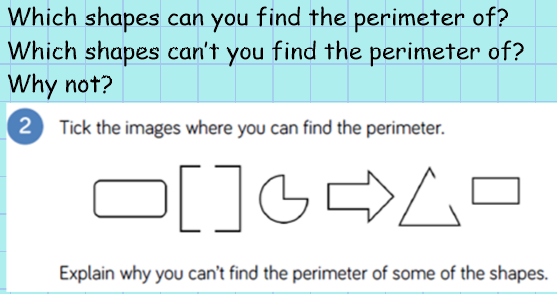 Which shapes can you find the perimeter of?
Which shapes can't you find the perimeter of?
Why not?
2 Tick the images where you can find the perimeter.
Explain why you can't find the perimeter of some of the shapes.